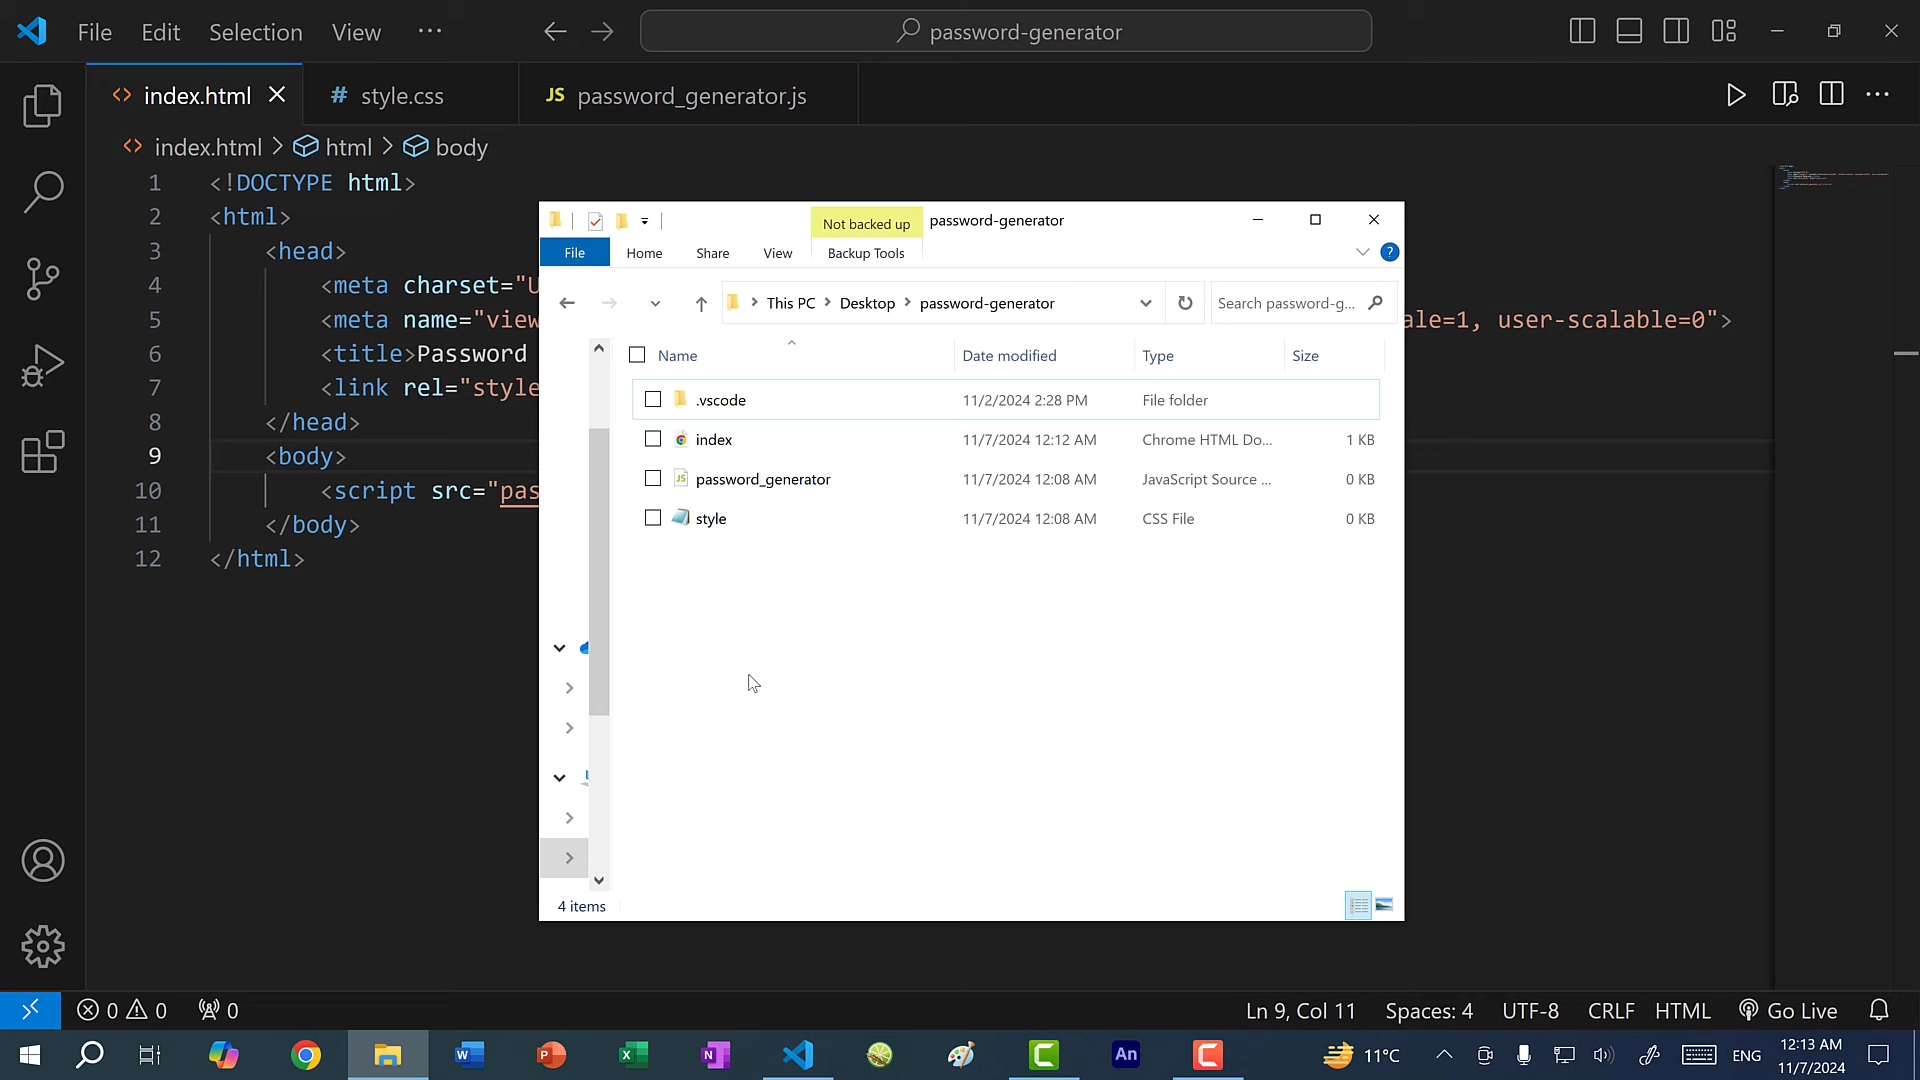 File Edit Selection View ··· password-generator
index.html # style.css JS password_generator.js
index.html > html > body
1 <!DOCTYPE html>
2 <html>
3 <head>
4 <meta charset="U
5 <meta name="view ale=1, user-scalable=0">
6 <title>Password
7 <link rel="style
8 </head>
9 <body>
10 <script src="pas
11 </body>
12 </html>
Not backed up password-generator
File Home Share View Backup Tools
This PC > Desktop > password-generator Search password-g...
Name Date modified Type Size
.vscode 11/2/2024 2:28 PM File folder
index 11/7/2024 12:12 AM Chrome HTML Do... 1 KB
password_generator 11/7/2024 12:08 AM JavaScript Source ... 0 KB
style 11/7/2024 12:08 AM CSS File 0 KB
4 items
0 0 0 Ln 9, Col 11 Spaces: 4 UTF-8 CRLF HTML Go Live
11°C ENG 12:13 AM
11/7/2024